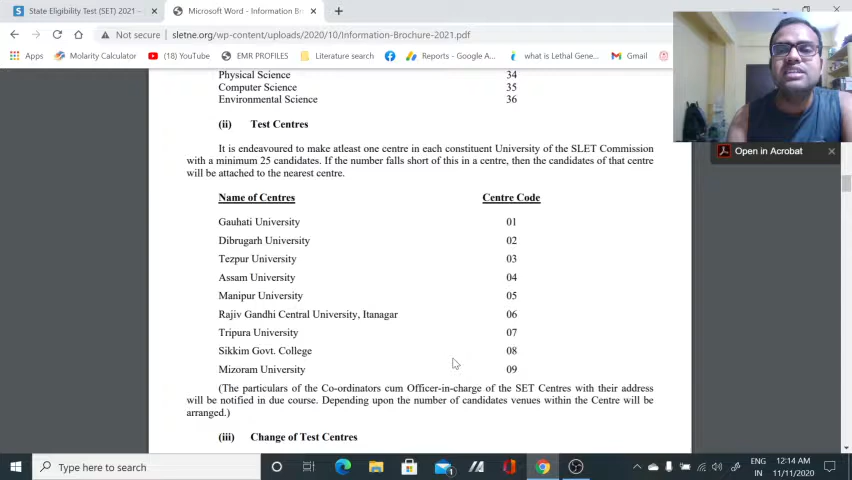 State Eligibility Test (SET) 2021 –
Microsoft Word - Information Bro
Not secure | sletne.org/wp-content/uploads/2020/10/Information-Brochure-2021.pdf
Apps Molarity Calculator (18) YouTube EMR PROFILES Literature search Reports - Google A... what is Lethal Gene... Gmail
Open in Acrobat
Physical Science 34
Computer Science 35
Environmental Science 36
(ii) Test Centres
It is endeavoured to make atleast one centre in each constituent University of the SLET Commission
with a minimum 25 candidates. If the number falls short of this in a centre, then the candidates of that centre
will be attached to the nearest centre.
Name of Centres Centre Code
Gauhati University 01
Dibrugarh University 02
Tezpur University 03
Assam University 04
Manipur University 05
Rajiv Gandhi Central University, Itanagar 06
Tripura University 07
Sikkim Govt. College 08
Mizoram University 09
(The particulars of the Co-ordinators cum Officer-in-charge of the SET Centres with their address
will be notified in due course. Depending upon the number of candidates venues within the Centre will be
arranged.)
(iii) Change of Test Centres
Type here to search
ENG
IN
12:14 AM
11/11/2020